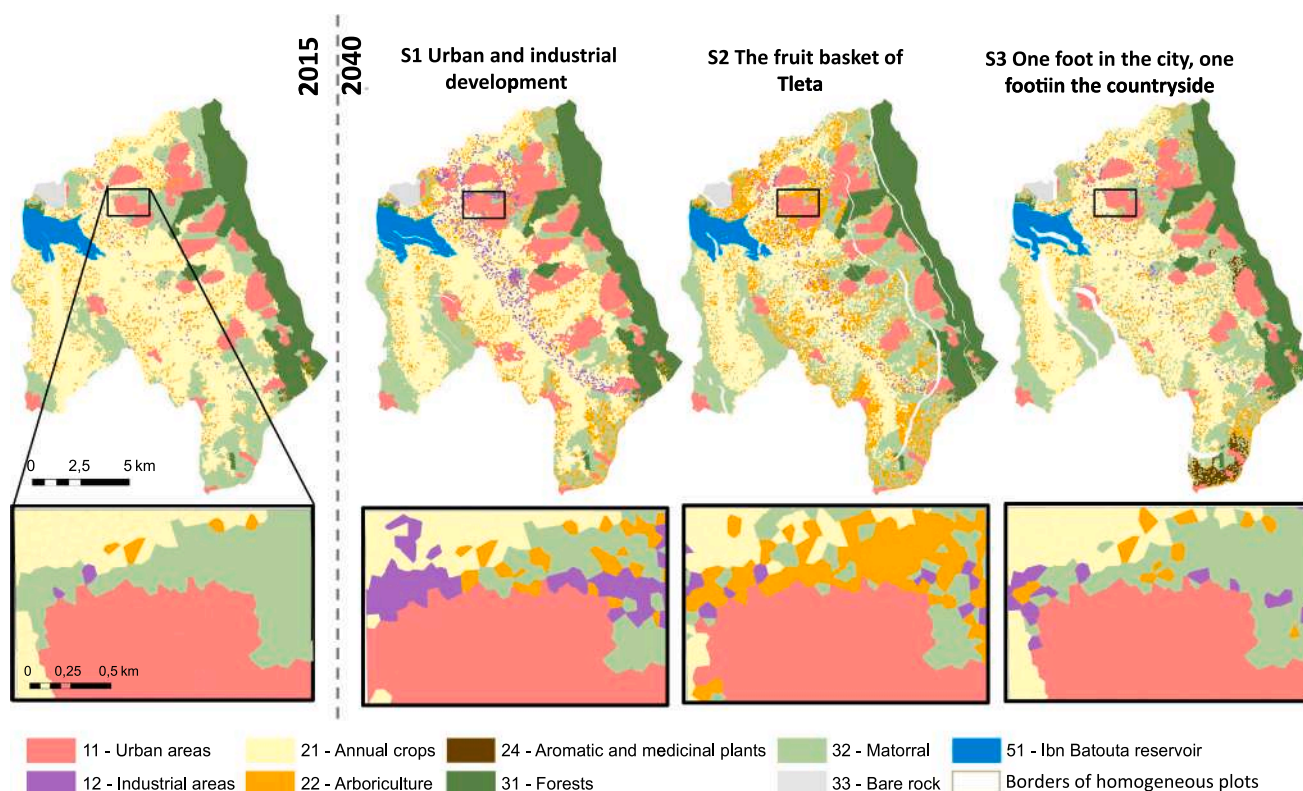 2015
2040
S1 Urban and industrial
development
S2 The fruit basket of
Tleta
S3 One foot in the city, one
footiin the countryside
0 2,5 5 km
0 0,25 0,5 km
11 - Urban areas
21 - Annual crops
24 - Aromatic and medicinal plants
32 - Matorral
51 - Ibn Batouta reservoir
12 - Industrial areas
22 - Arboriculture
31 - Forests
33 - Bare rock
Borders of homogeneous plots